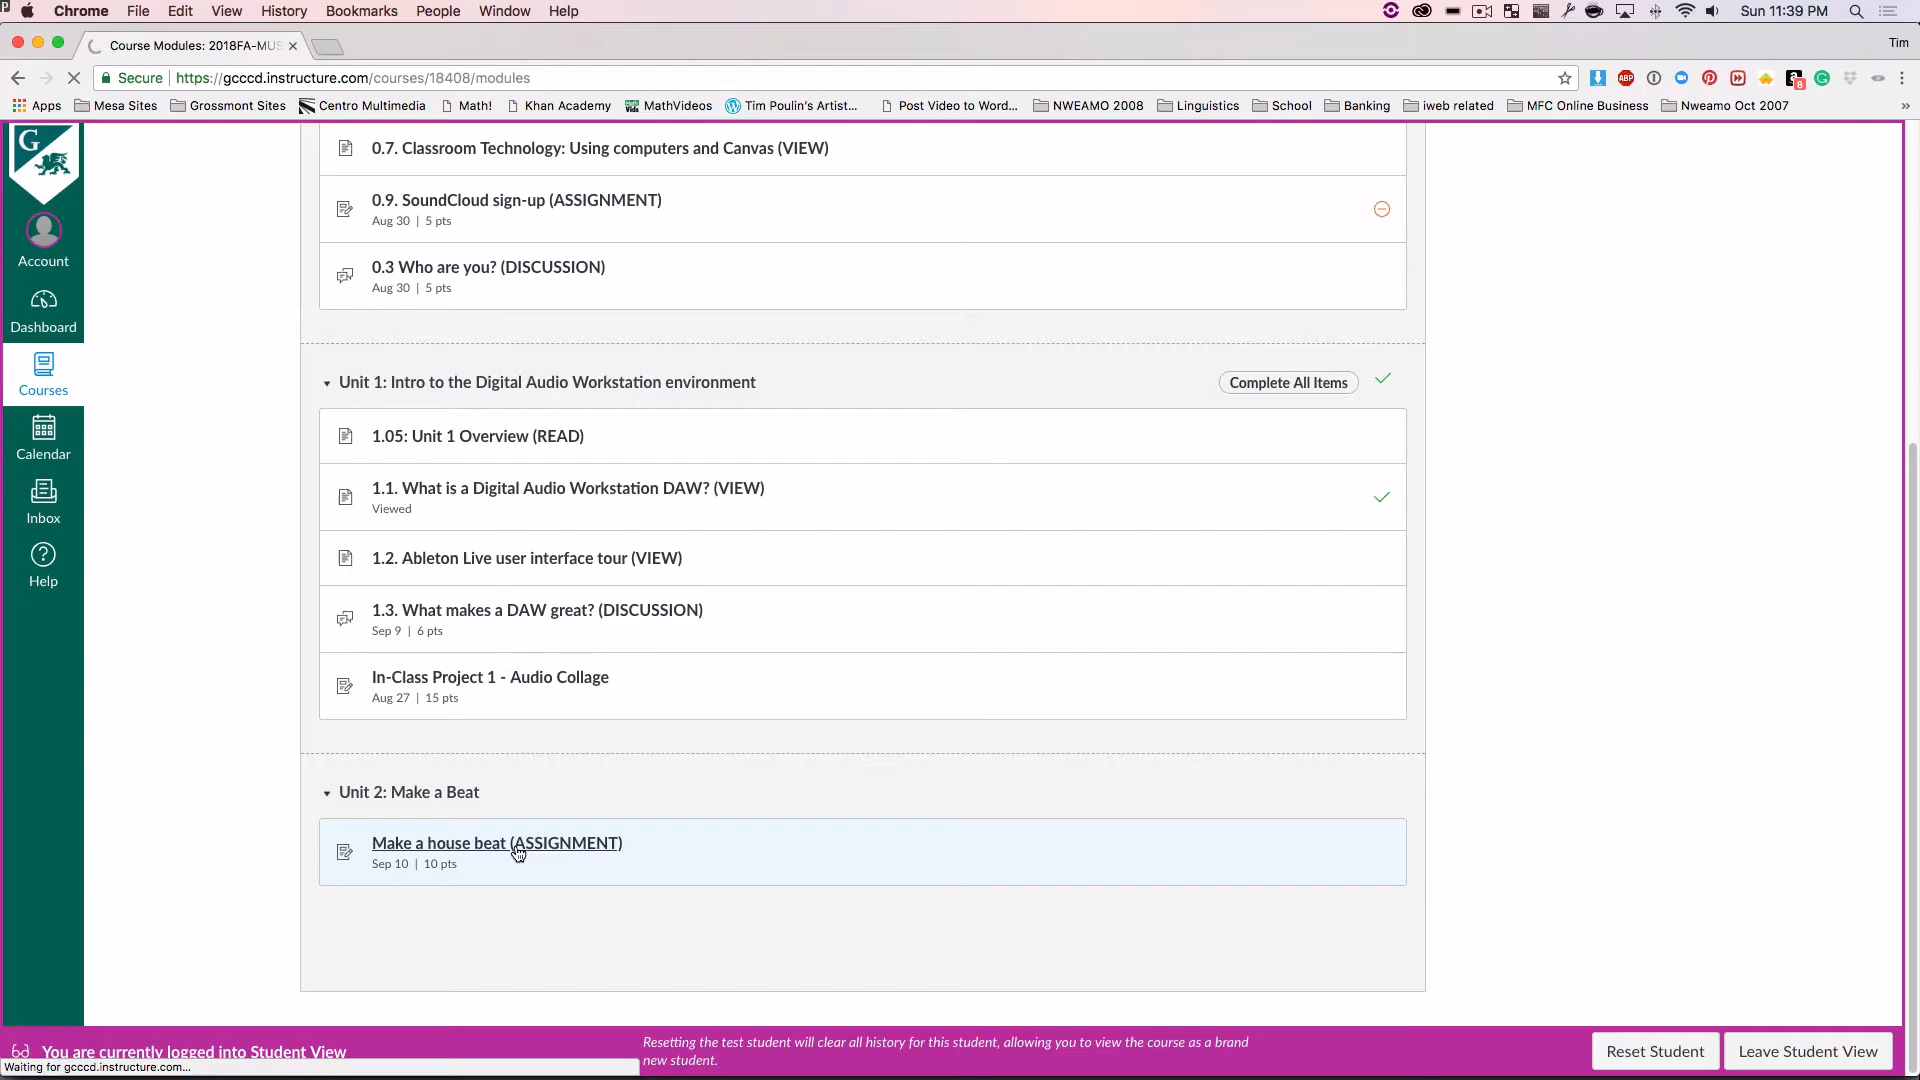 Chrome File Edit View History Bookmarks People Window Help Sun 11:39 PM
Course Modules: 2018FA-MUS Tim
Secure https://gcccd.instructure.com/courses/18408/modules
ABP 8
Apps Mesa Sites Grossmont Sites Centro Multimedia Math! Khan Academy MathVideos Tim Poulin's Artist... Post Video to Word... NWEAMO 2008 Linguistics School Banking iweb related MFC Online Business Nweamo Oct 2007 »
G
Account
Dashboard
Courses
Calendar
Inbox
Help
0.7. Classroom Technology: Using computers and Canvas (VIEW)
0.9. SoundCloud sign-up (ASSIGNMENT)
Aug 30 | 5 pts
0.3 Who are you? (DISCUSSION)
Aug 30 | 5 pts
Unit 1: Intro to the Digital Audio Workstation environment Complete All Items
1.05: Unit 1 Overview (READ)
1.1. What is a Digital Audio Workstation DAW? (VIEW)
Viewed
1.2. Ableton Live user interface tour (VIEW)
1.3. What makes a DAW great? (DISCUSSION)
Sep 9 | 6 pts
In-Class Project 1 - Audio Collage
Aug 27 | 15 pts
Unit 2: Make a Beat
Make a house beat (ASSIGNMENT)
Sep 10 | 10 pts
You are currently logged into Student View
Waiting for gcccd.instructure.com...
Resetting the test student will clear all history for this student, allowing you to view the course as a brand
new student.
Reset Student Leave Student View